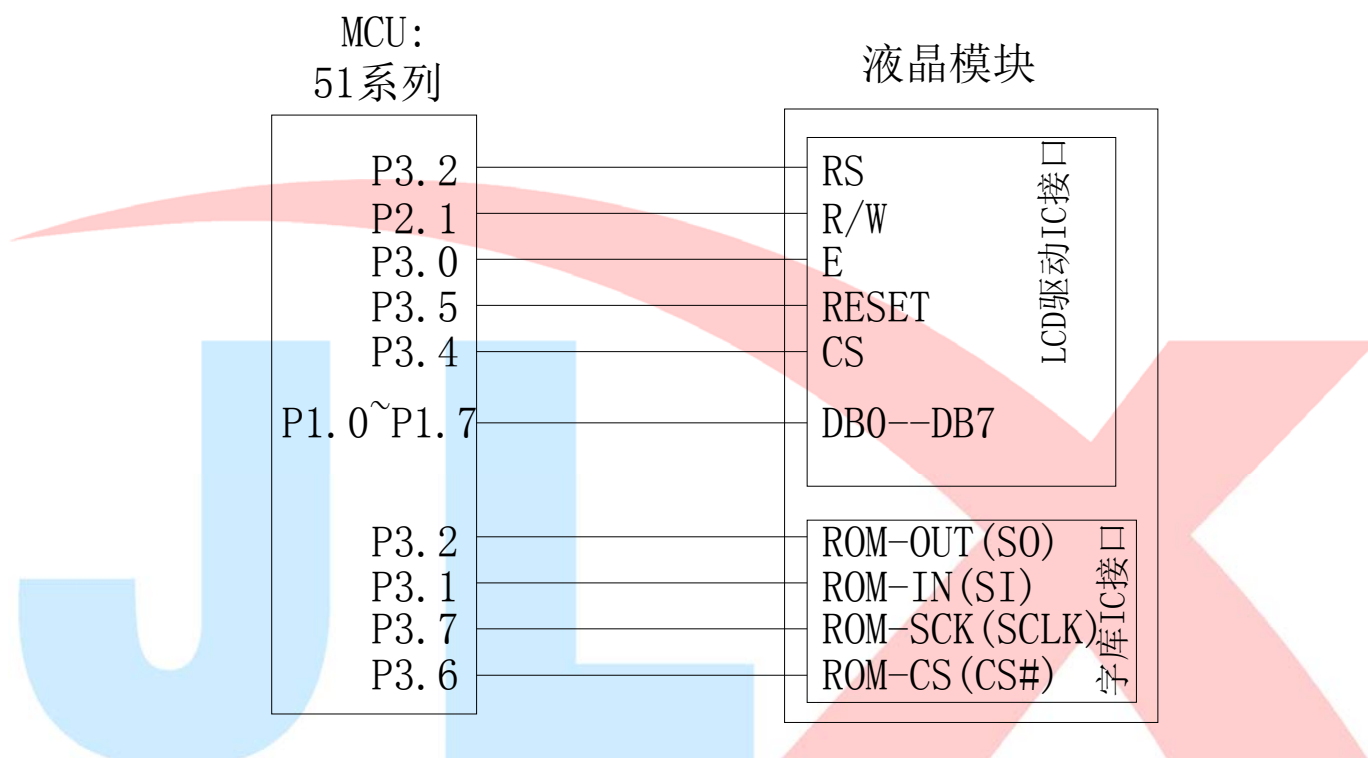 MCU:
51系列
液晶模块
P3.2
RS
P2.1
R/W
P3.0
E
P3.5
RESET
P3.4
CS
P1.0~P1.7
DB0--DB7
LCD驱动IC接口
P3.2
ROM-OUT(SO)
P3.1
ROM-IN(SI)
P3.7
ROM-SCK(SCLK)
P3.6
ROM-CS(CS#)
字库IC接口
JLX